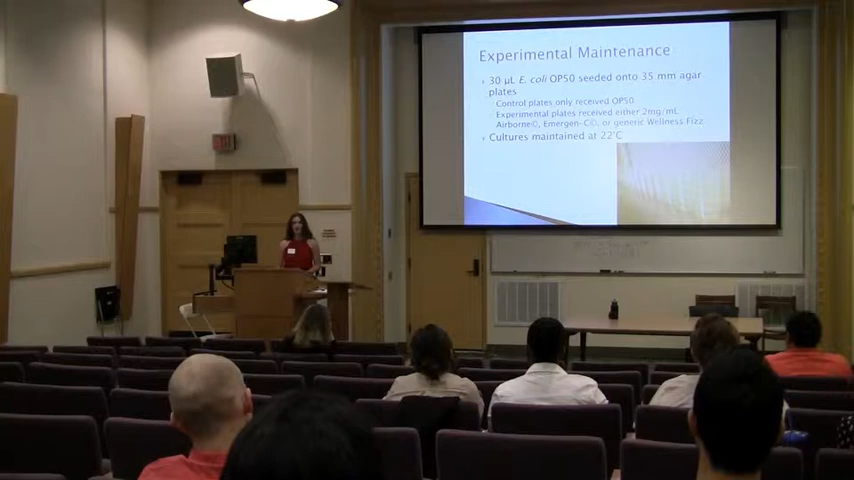 Experimental Maintenance
30 µL E. coli OP50 seeded onto 35 mm agar
plates
Control plates only received OP50
Experimental plates received either 2mg/mL
Airborne©, Emergen-C©, or generic Wellness Fizz
Cultures maintained at 22°C